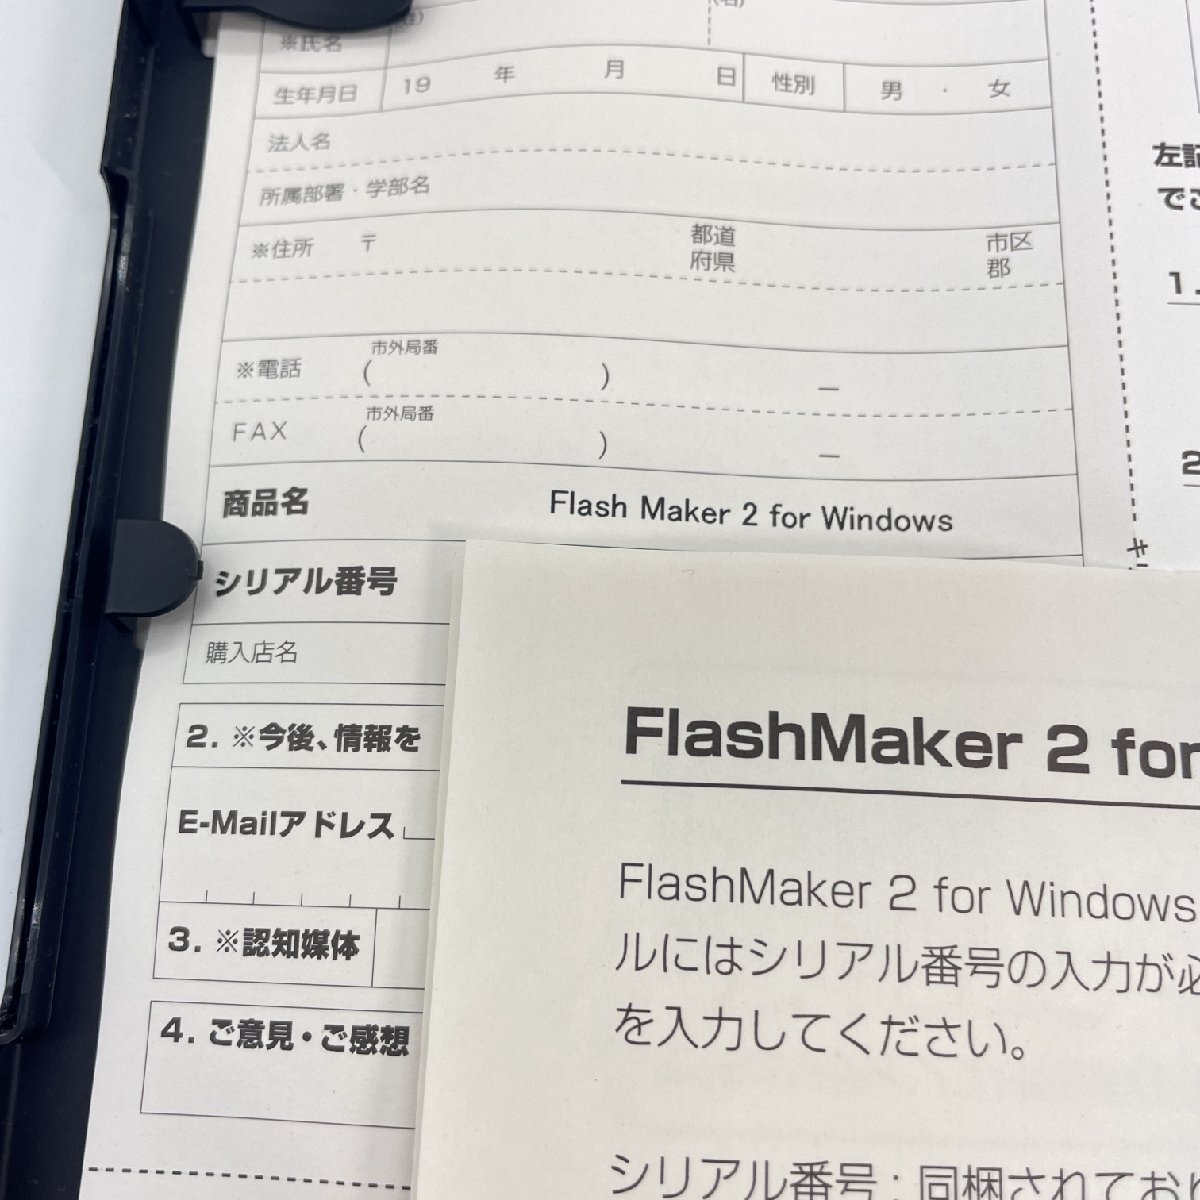 ※氏名
生年月日 19 年 月 日 性別 男 ・ 女
法人名
所属部署・学部名
※住所 〒 都道府県 市区郡
※電話 市外局番 ( ) －
FAX 市外局番 ( ) －
商品名 Flash Maker 2 for Windows
シリアル番号
購入店名
2. ※今後、情報を
E-Mailアドレス
3. ※認知媒体
4. ご意見・ご感想
左記
でご
1.
2
キ
FlashMaker 2 for
FlashMaker 2 for Windows
ルにはシリアル番号の入力が必
を入力してください。
シリアル番号：同梱されており